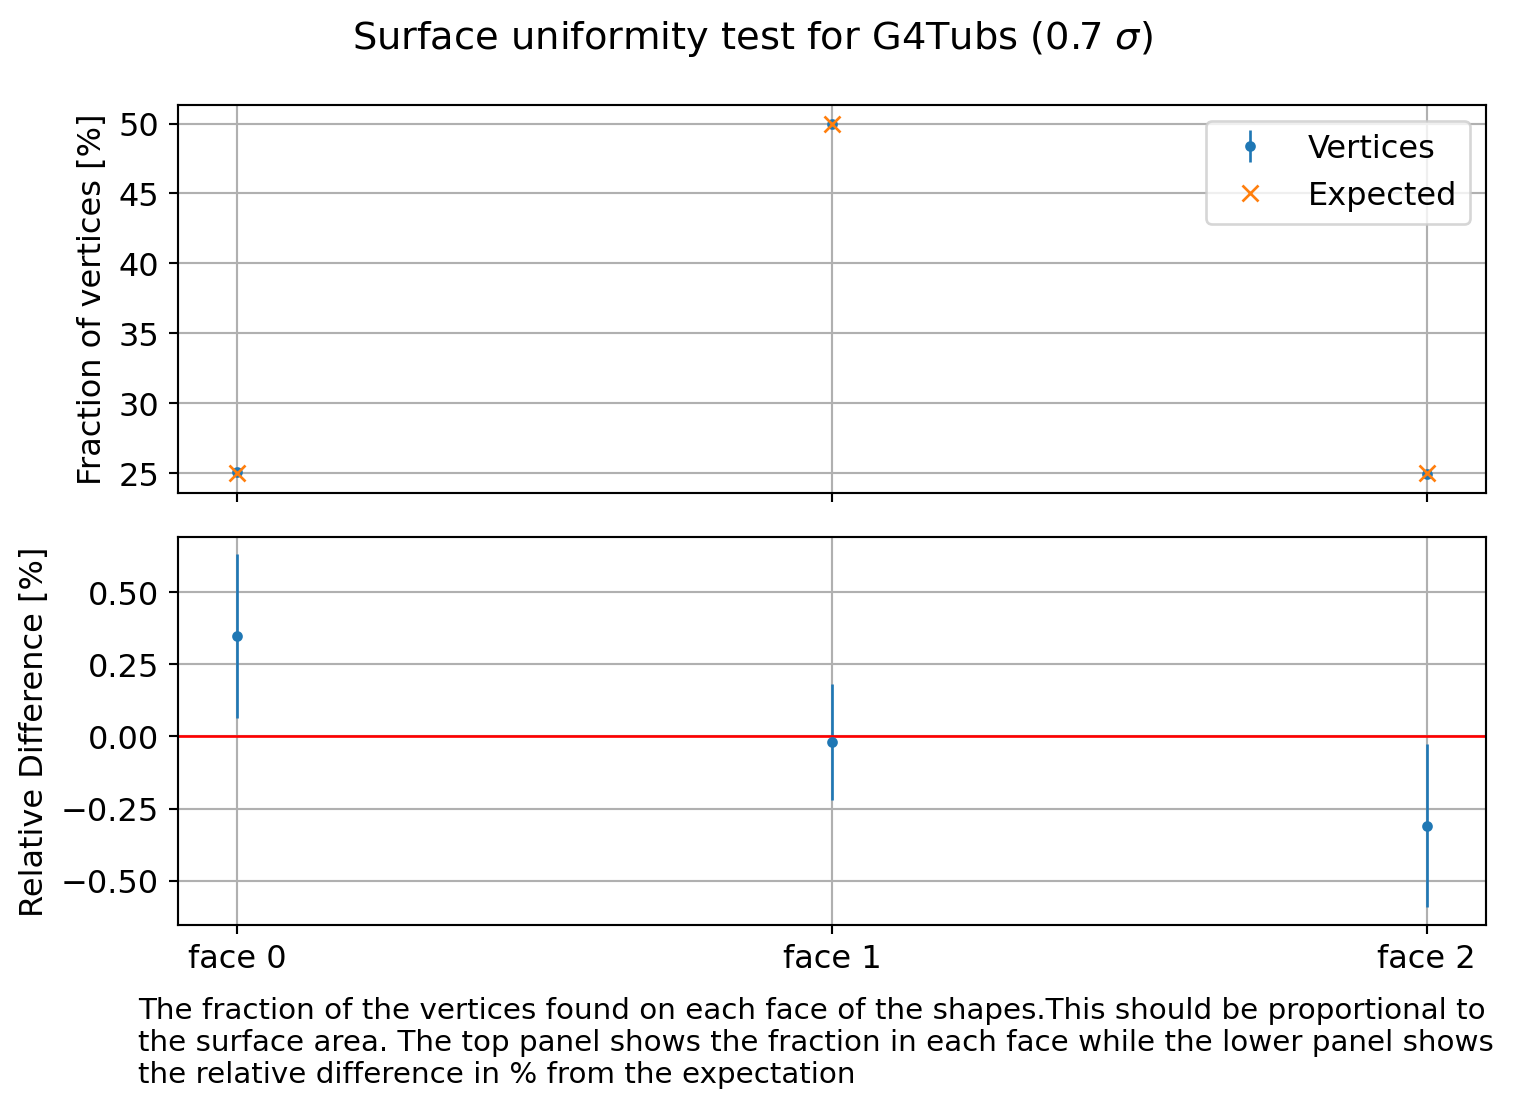 Surface uniformity test for G4Tubs (0.7 σ)
Fraction of vertices [%]
50
45
40
35
30
25
Vertices
Expected
Relative Difference [%]
0.50
0.25
0.00
−0.25
−0.50
face 0
face 1
face 2
The fraction of the vertices found on each face of the shapes.This should be proportional to
the surface area. The top panel shows the fraction in each face while the lower panel shows
the relative difference in % from the expectation